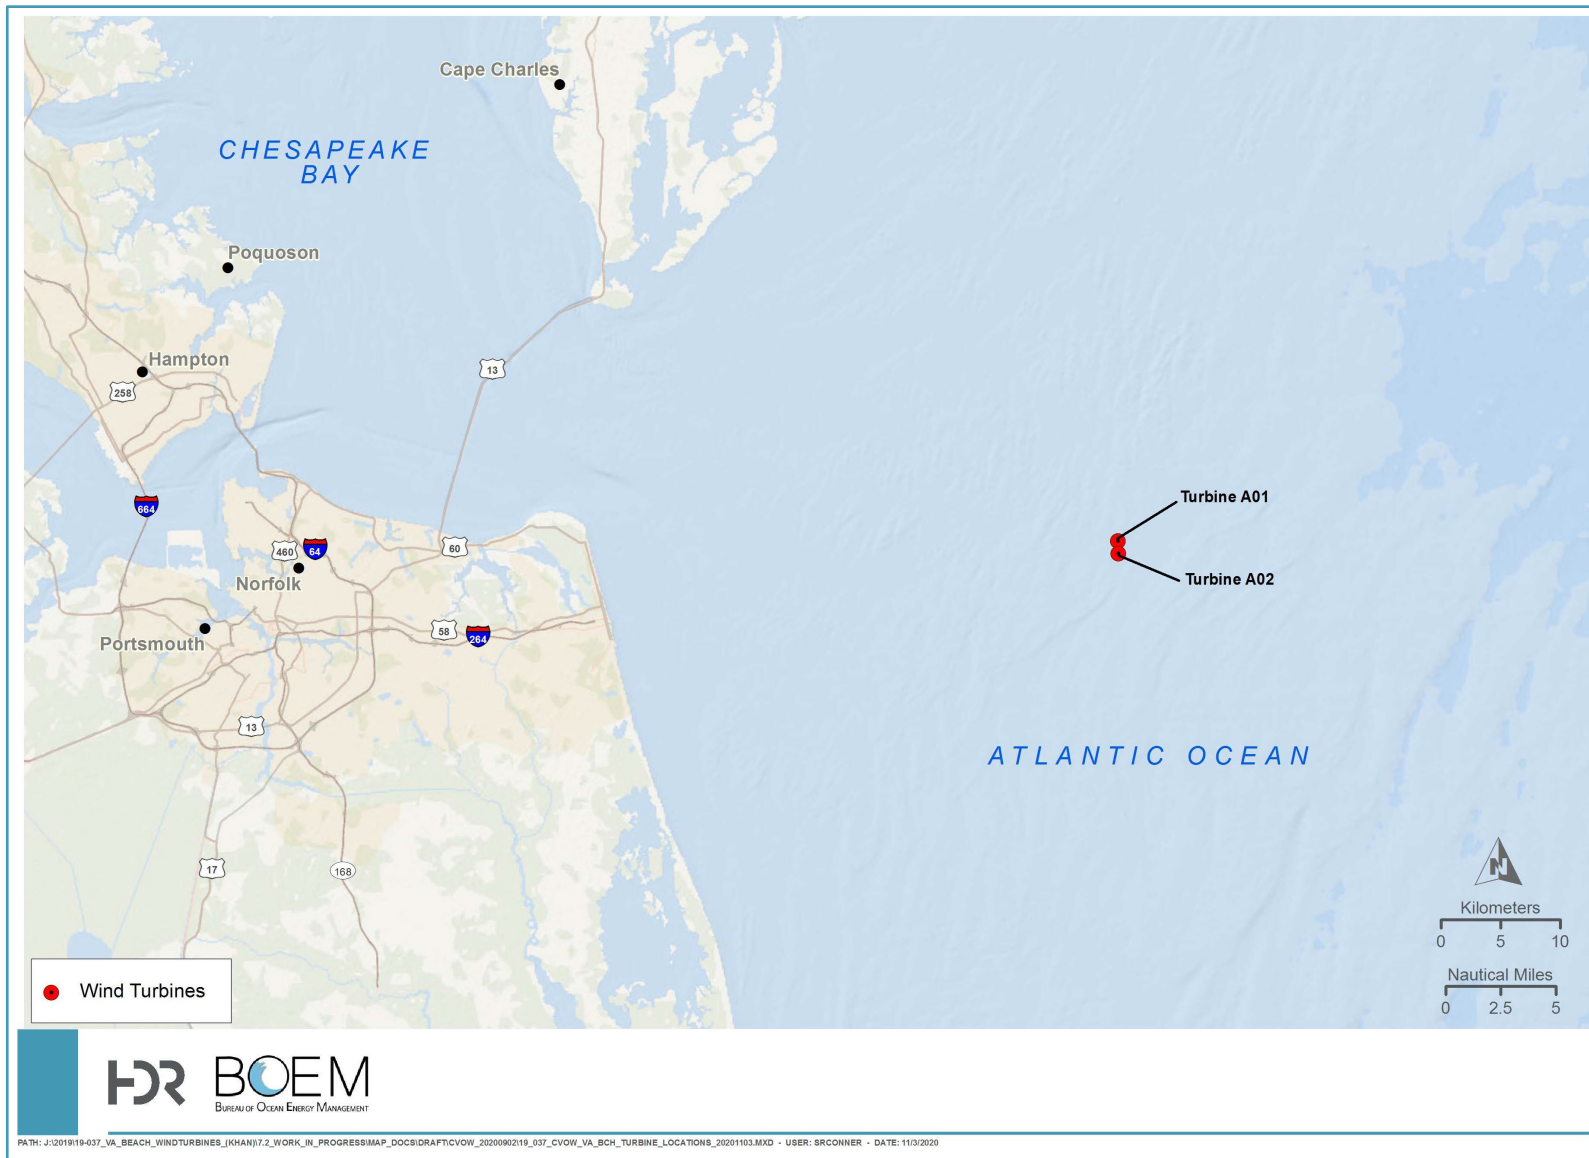 Cape Charles
CHESAPEAKE
BAY
Poquoson
Hampton
258
13
664
Turbine A01
460
64
60
Norfolk
Turbine A02
Portsmouth
58
264
13
ATLANTIC OCEAN
17
168
N
Kilometers
0 5 10
Nautical Miles
0 2.5 5
Wind Turbines
HDR
BOEM
BUREAU OF OCEAN ENERGY MANAGEMENT
PATH: J:\2019\19-037_VA_BEACH_WINDTURBINES_(KHAN)\7.2_WORK_IN_PROGRESS\MAP_DOCS\DRAFT\CVOW_20200902\19_037_CVOW_VA_BCH_TURBINE_LOCATIONS_20201103.MXD - USER: SRCONNER - DATE: 11/3/2020